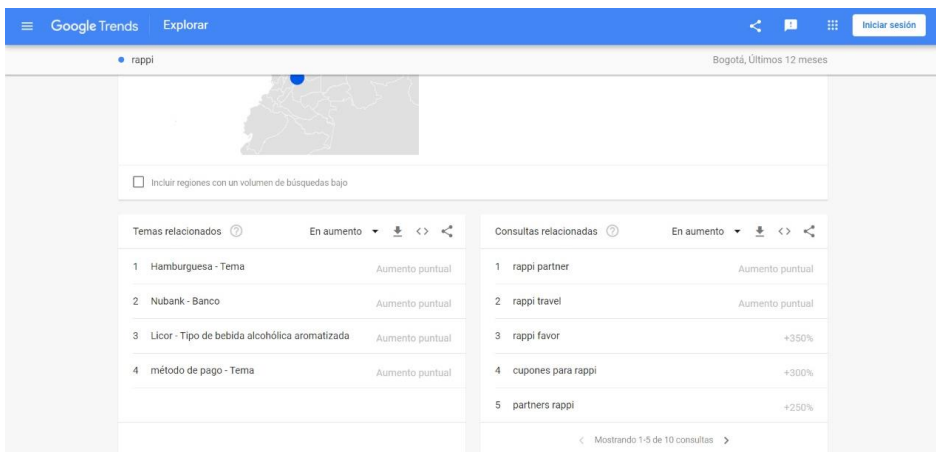 Google Trends Explorar Iniciar sesión
rappi Bogotá, Últimos 12 meses
Incluir regiones con un volumen de búsquedas bajo
Temas relacionados En aumento
1 Hamburguesa - Tema Aumento puntual
2 Nubank - Banco Aumento puntual
3 Licor - Tipo de bebida alcohólica aromatizada Aumento puntual
4 método de pago - Tema Aumento puntual
Consultas relacionadas En aumento
1 rappi partner Aumento puntual
2 rappi travel Aumento puntual
3 rappi favor +350%
4 cupones para rappi +300%
5 partners rappi +250%
Mostrando 1-5 de 10 consultas